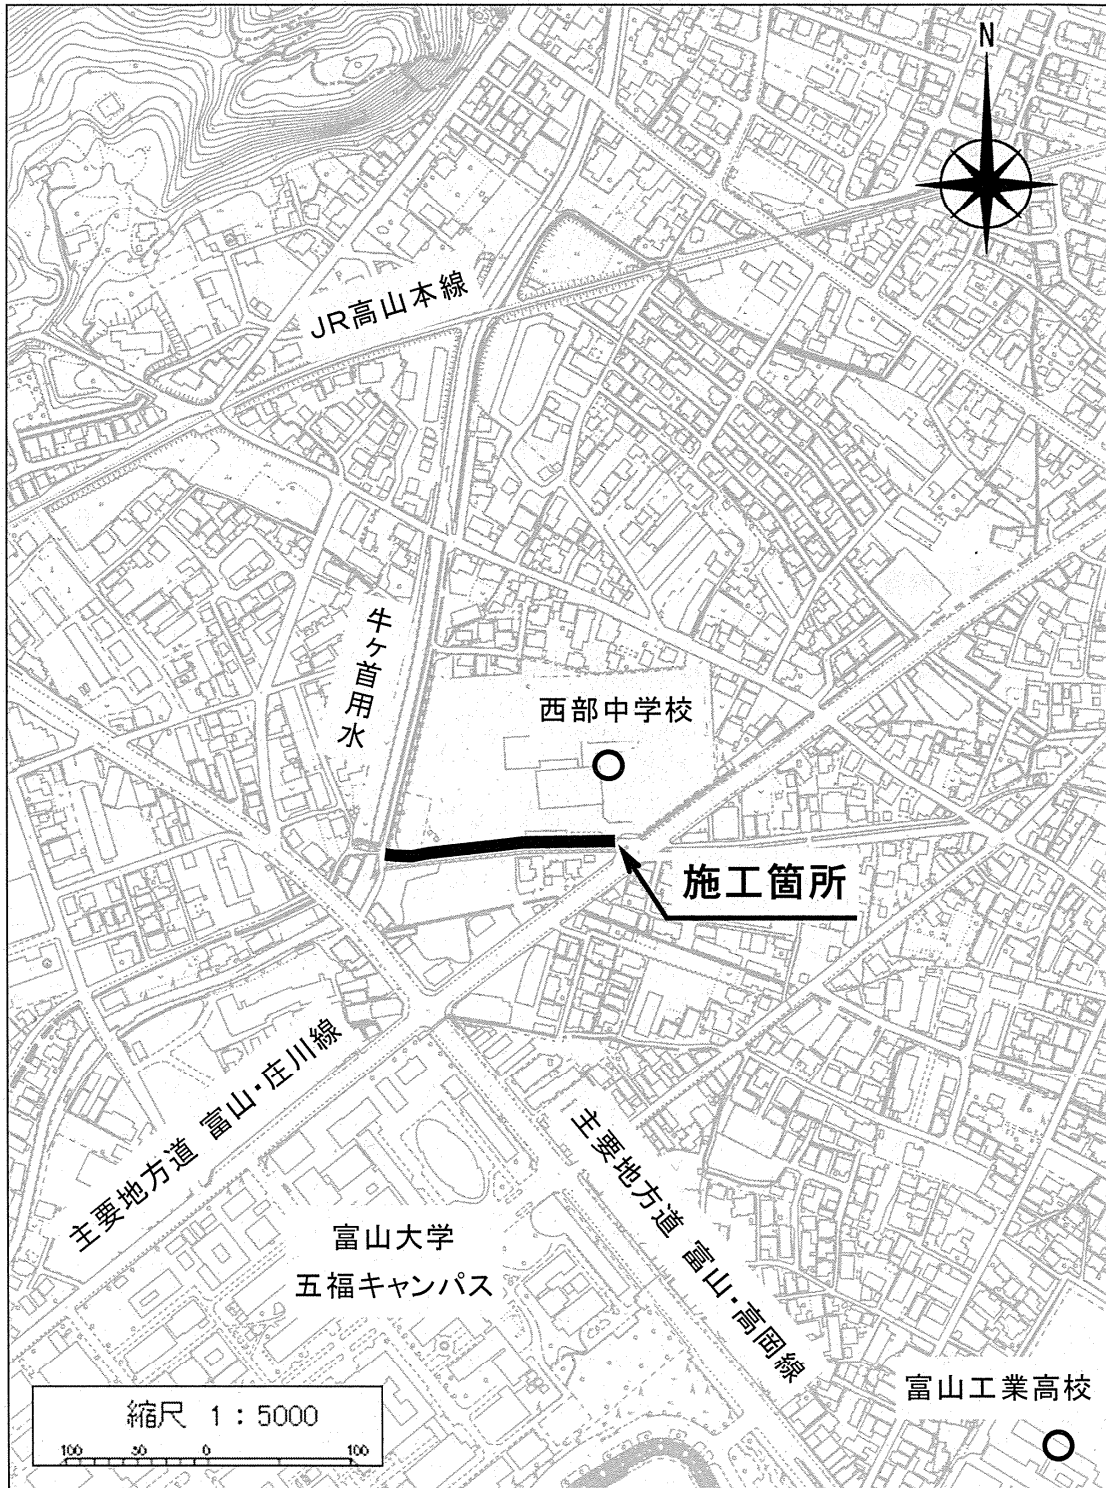 N
JR高山本線
牛ヶ首用水
西部中学校
施工箇所
主要地方道 富山・庄川線
主要地方道 富山・高岡線
富山大学
五福キャンパス
富山工業高校
縮尺 1:5000
100 50 0 100